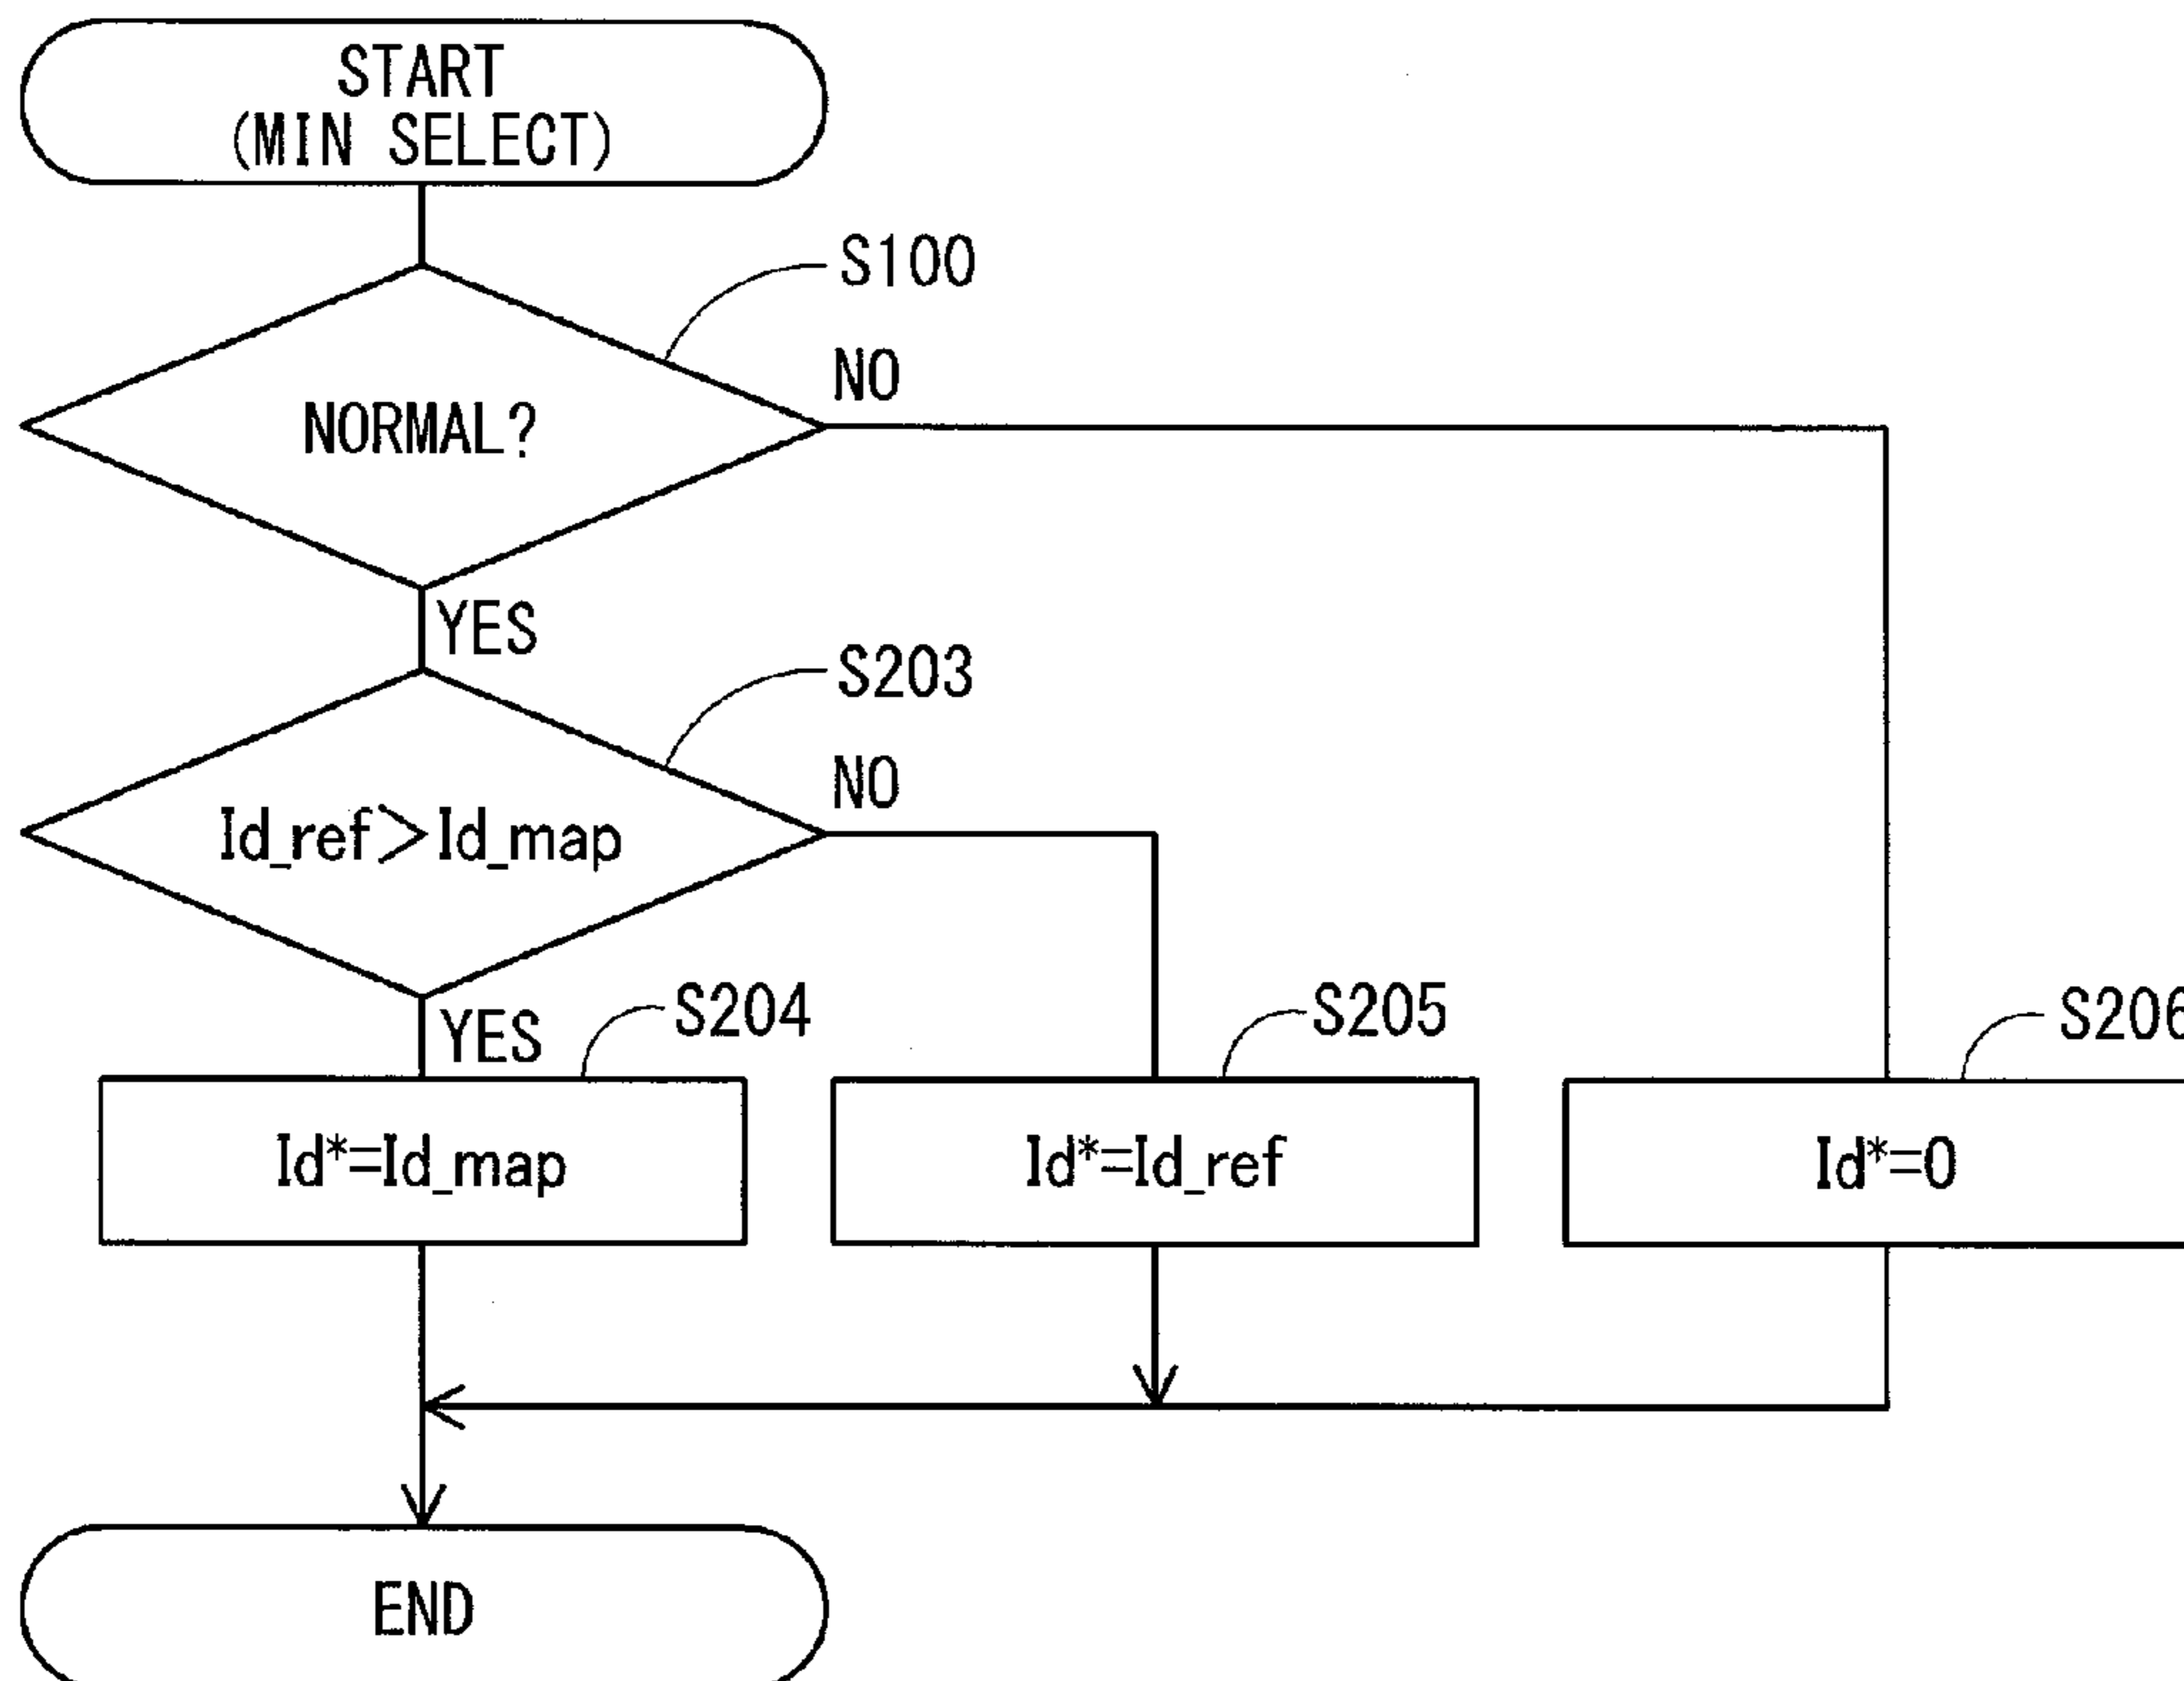 START
(MIN SELECT)
S100
NO
NORMAL?
YES
S203
NO
Id_ref>Id_map
YES
S204
S205
S206
Id*=Id_map
Id*=Id_ref
Id*=0
END